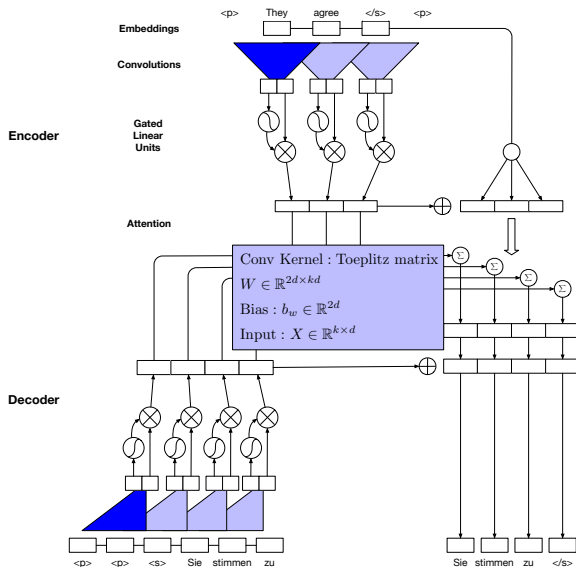 <p> They agree </s> <p>
Embeddings
Convolutions
Encoder
Gated
Linear
Units
Attention
Conv Kernel : Toeplitz matrix
W ∈ ℝ^{2d×kd}
Bias : b_w ∈ ℝ^{2d}
Input : X ∈ ℝ^{k×d}
Σ
Σ
Σ
Σ
Decoder
<p> <p> <s> Sie stimmen zu
Sie stimmen zu </s>